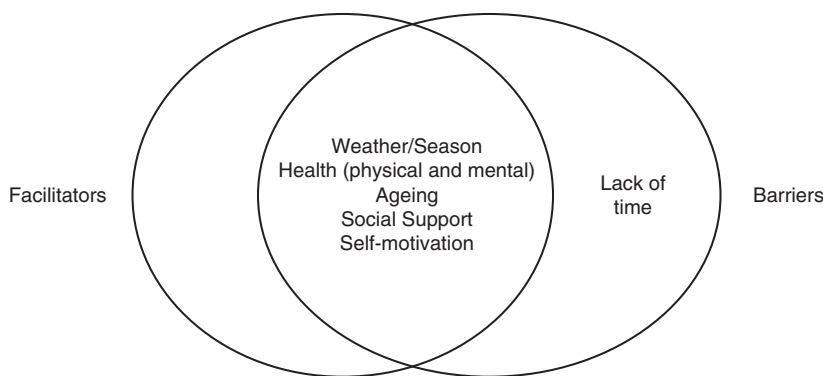 Facilitators
Weather/Season
Health (physical and mental)
Ageing
Social Support
Self-motivation
Lack of
time
Barriers